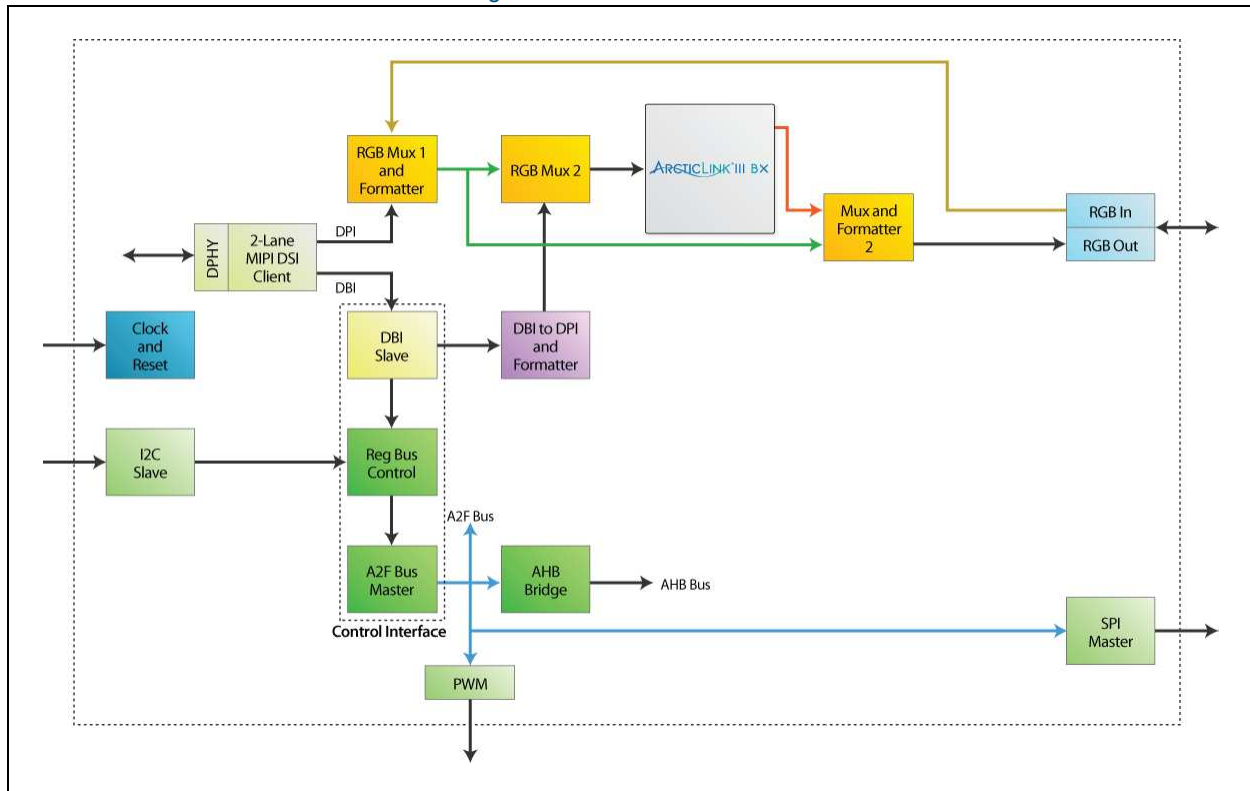 RGB Mux 1
and
Formatter
RGB Mux 2
ARCTICLINK III BX
Mux and
Formatter
2
RGB In
RGB Out
DPHY
2-Lane
MIPI DSI
Client
DPI
DBI
Clock
and
Reset
DBI
Slave
DBI to DPI
and
Formatter
I2C
Slave
Reg Bus
Control
A2F Bus
A2F Bus
Master
AHB
Bridge
AHB Bus
Control Interface
SPI
Master
PWM